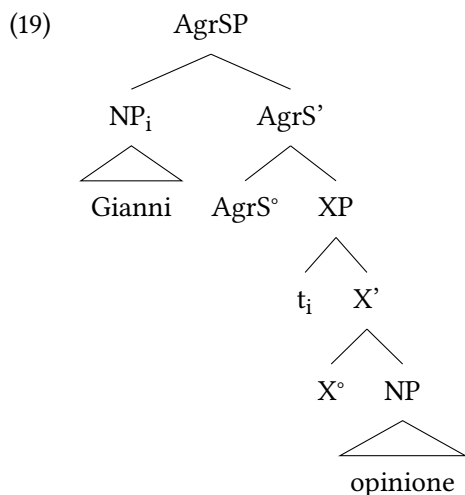 (19) AgrSP
NPi AgrS’
Gianni AgrS° XP
ti X’
X° NP
opinione